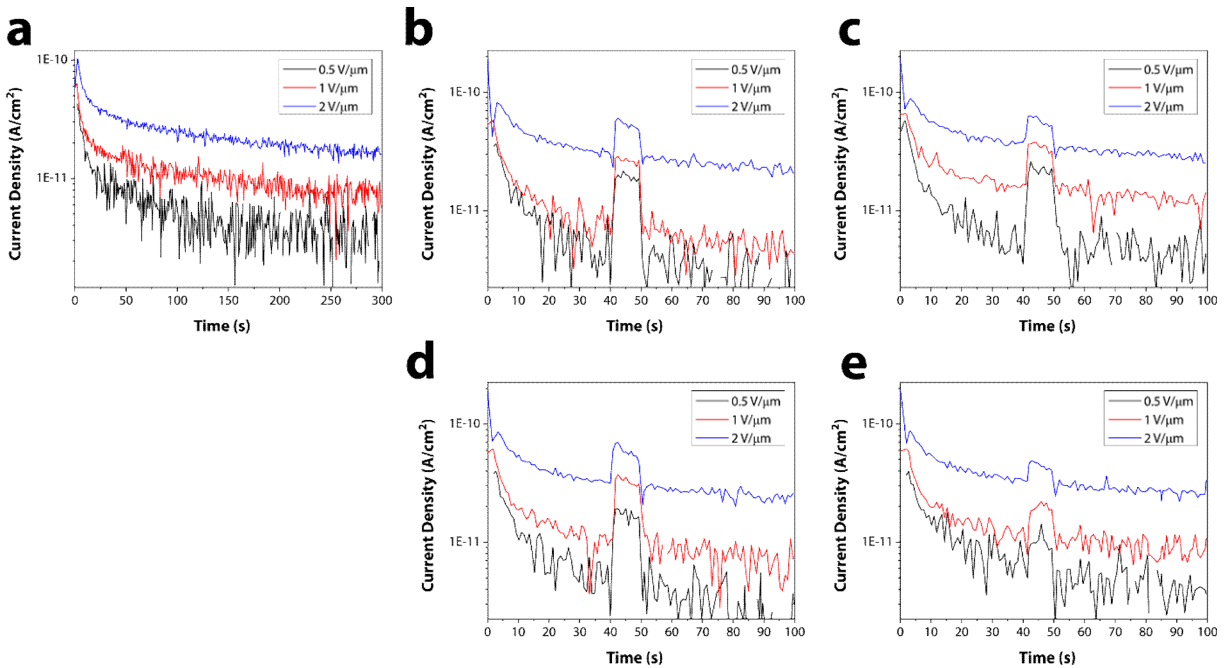 a
Current Density (A/cm²)
1E-10
1E-11
0.5 V/μm
1 V/μm
2 V/μm
0 50 100 150 200 250 300
Time (s)
b
Current Density (A/cm²)
1E-10
1E-11
0.5 V/μm
1 V/μm
2 V/μm
0 10 20 30 40 50 60 70 80 90 100
Time (s)
c
Current Density (A/cm²)
1E-10
1E-11
0.5 V/μm
1 V/μm
2 V/μm
0 10 20 30 40 50 60 70 80 90 100
Time (s)
d
Current Density (A/cm²)
1E-10
1E-11
0.5 V/μm
1 V/μm
2 V/μm
0 10 20 30 40 50 60 70 80 90 100
Time (s)
e
Current Density (A/cm²)
1E-10
1E-11
0.5 V/μm
1 V/μm
2 V/μm
0 10 20 30 40 50 60 70 80 90 100
Time (s)